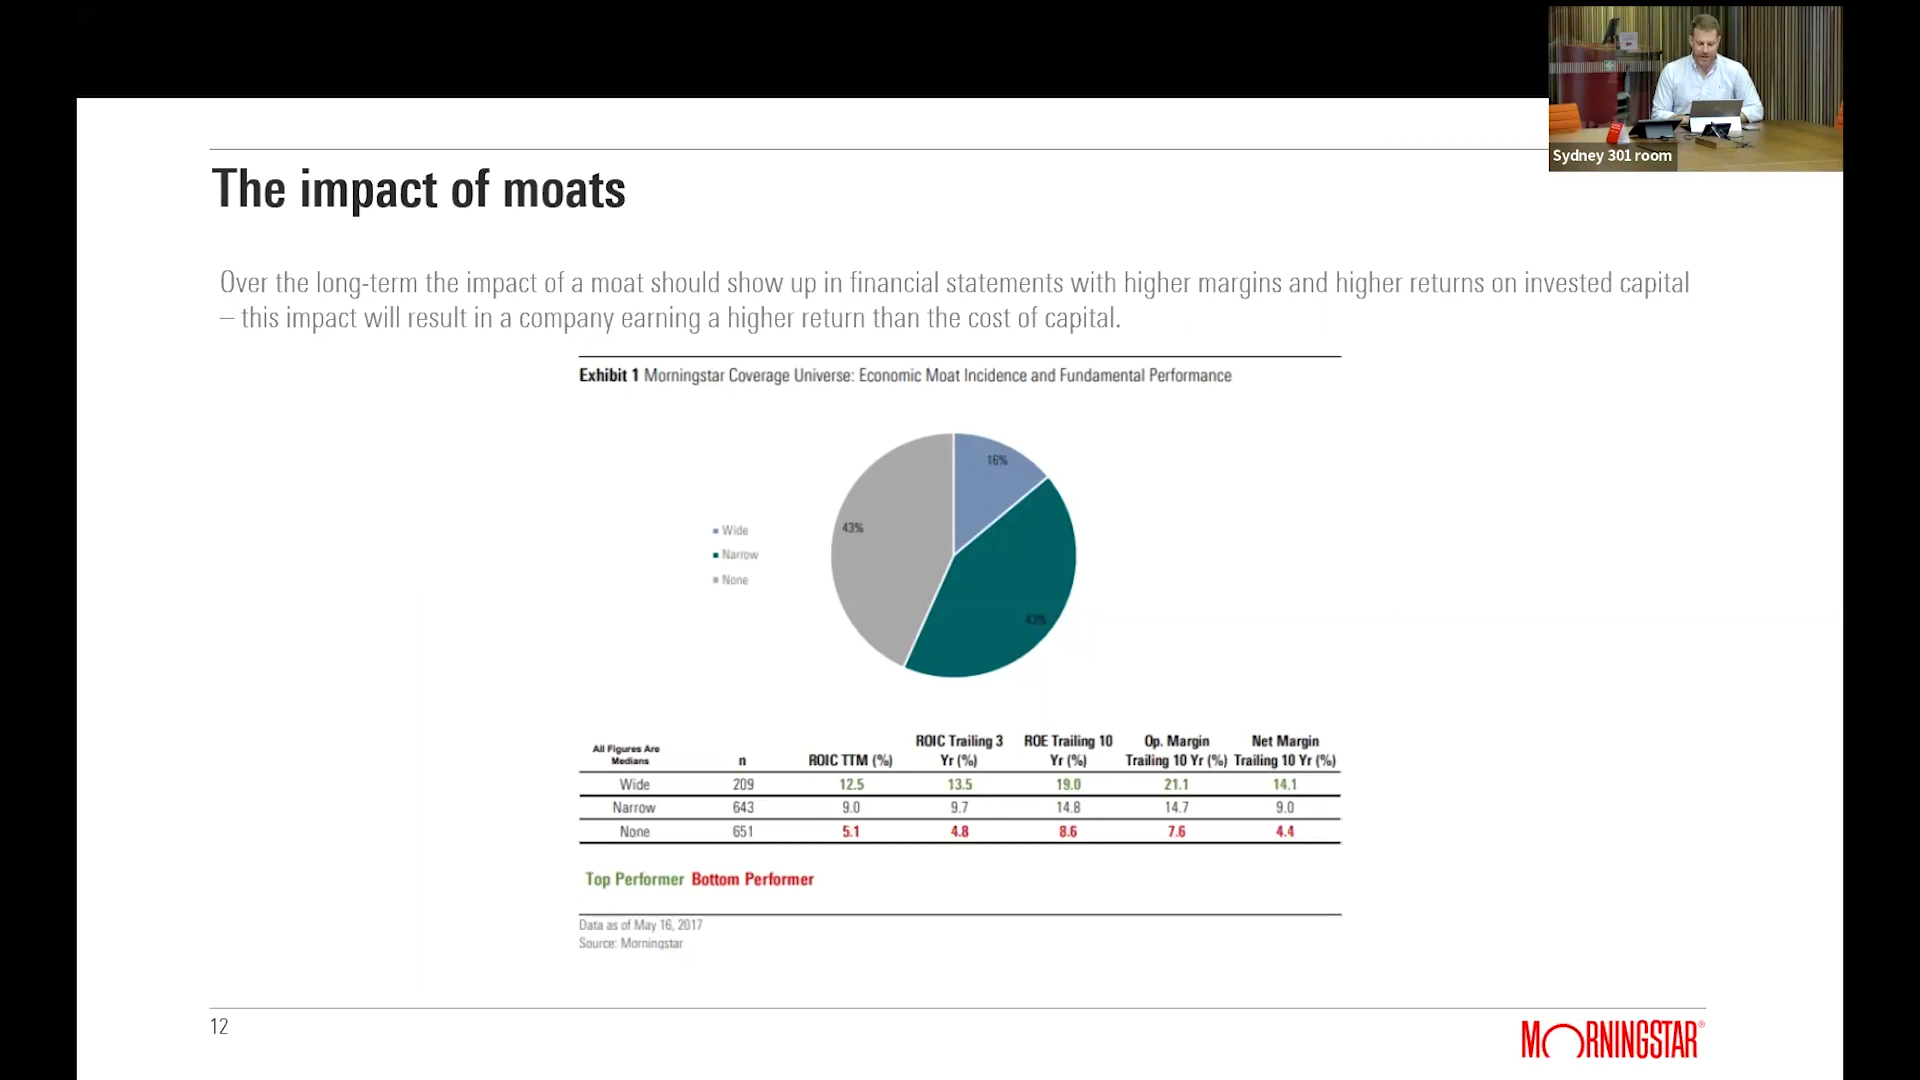 Sydney 301 room
The impact of moats
Over the long-term the impact of a moat should show up in financial statements with higher margins and higher returns on invested capital
– this impact will result in a company earning a higher return than the cost of capital.
Exhibit 1 Morningstar Coverage Universe: Economic Moat Incidence and Fundamental Performance
16%
43%
43%
Wide
Narrow
None
All Figures Are Medians n ROIC TTM (%) ROIC Trailing 3 Yr (%) ROE Trailing 10 Yr (%) Op. Margin Trailing 10 Yr (%) Net Margin Trailing 10 Yr (%)
Wide 209 12.5 13.5 19.0 21.1 14.1
Narrow 643 9.0 9.7 14.8 14.7 9.0
None 651 5.1 4.8 8.6 7.6 4.4
Top Performer Bottom Performer
Data as of May 16, 2017
Source: Morningstar
12
MORNINGSTAR®